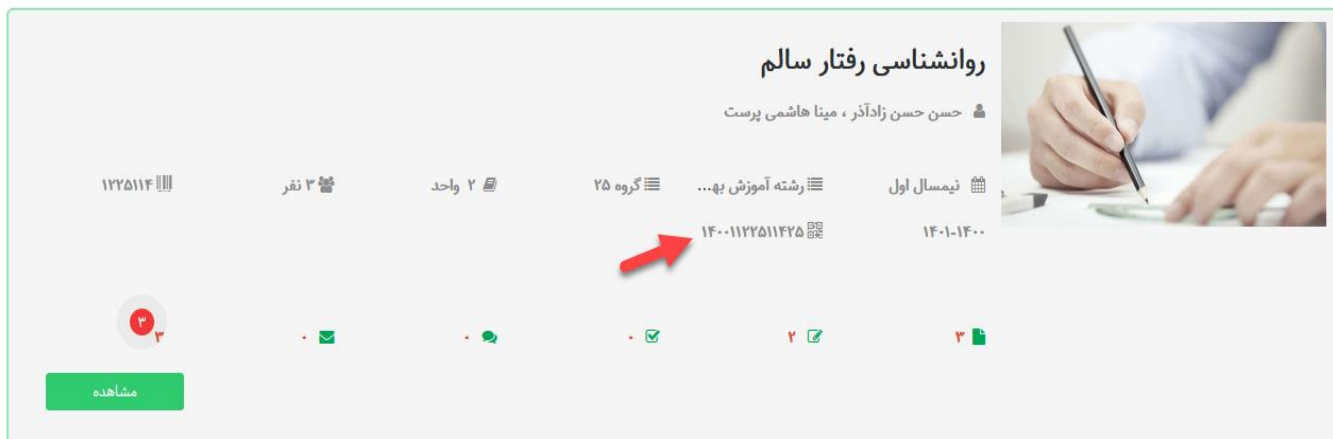 روانشناسی رفتار سالم
حسن حسن زادآذر ، مینا هاشمی پرست
نیمسال اول ۱۴۰۰-۱۴۰۱
رشته آموزش به...
گروه ۲۵
۲ واحد
۳ نفر
۱۲۲۵۱۱۴
۱۴۰۰۱۱۲۲۵۱۱۴۲۵
۳
۲
۰
۰
۰
۳
۳
مشاهده